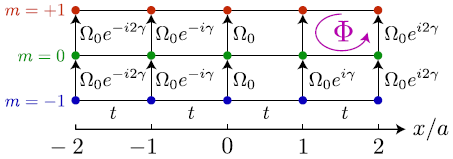 m = +1
Ω₀e^{-i2γ} Ω₀e^{-iγ} Ω₀ Φ Ω₀e^{i2γ}
m = 0
Ω₀e^{-i2γ} Ω₀e^{-iγ} Ω₀ Ω₀e^{iγ} Ω₀e^{i2γ}
m = −1
t t t t
x/a
−2 −1 0 1 2